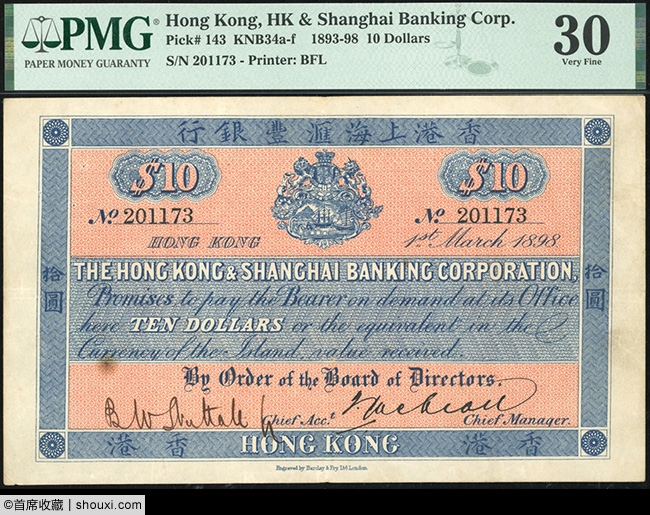 PMG
PAPER MONEY GUARANTY
Hong Kong, HK & Shanghai Banking Corp.
Pick# 143 KNB34a-f 1893-98 10 Dollars
S/N 201173 - Printer: BFL
30
Very Fine
行銀豐滙海上港香
$10
$10
No. 201173
No. 201173
HONG KONG
1st March 1898.
拾圓
拾圓
THE HONG KONG & SHANGHAI BANKING CORPORATION,
Promises to pay the Bearer on demand at its Office
here TEN DOLLARS or the equivalent in the
Currency of the Island, value received.
By Order of the Board of Directors.
Chief Acct.
Chief Manager.
港 香
HONG KONG
Engraved by Barclay & Fry, Ltd London.
©首席收藏 | shouxi.com